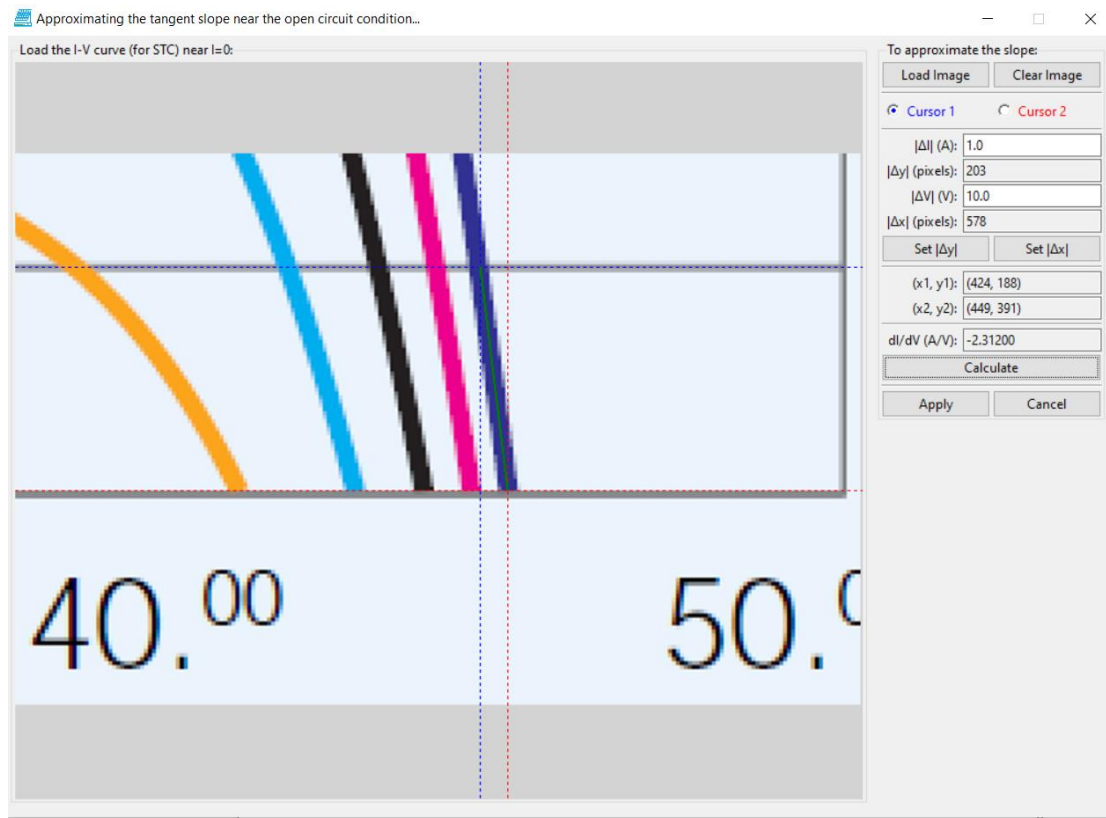 Approximating the tangent slope near the open circuit condition...
Load the I-V curve (for STC) near I=0:
40.00
50.0
To approximate the slope:
Load Image Clear Image
Cursor 1 Cursor 2
|ΔI| (A): 1.0
|Δy| (pixels): 203
|ΔV| (V): 10.0
|Δx| (pixels): 578
Set |Δy| Set |Δx|
(x1, y1): (424, 188)
(x2, y2): (449, 391)
dI/dV (A/V): -2.31200
Calculate
Apply Cancel